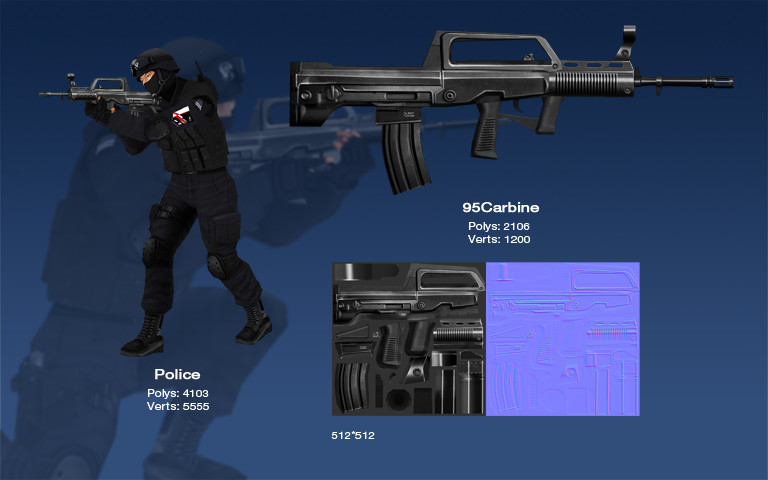 95Carbine
Polys: 2106
Verts: 1200
Police
Polys: 4103
Verts: 5555
512*512